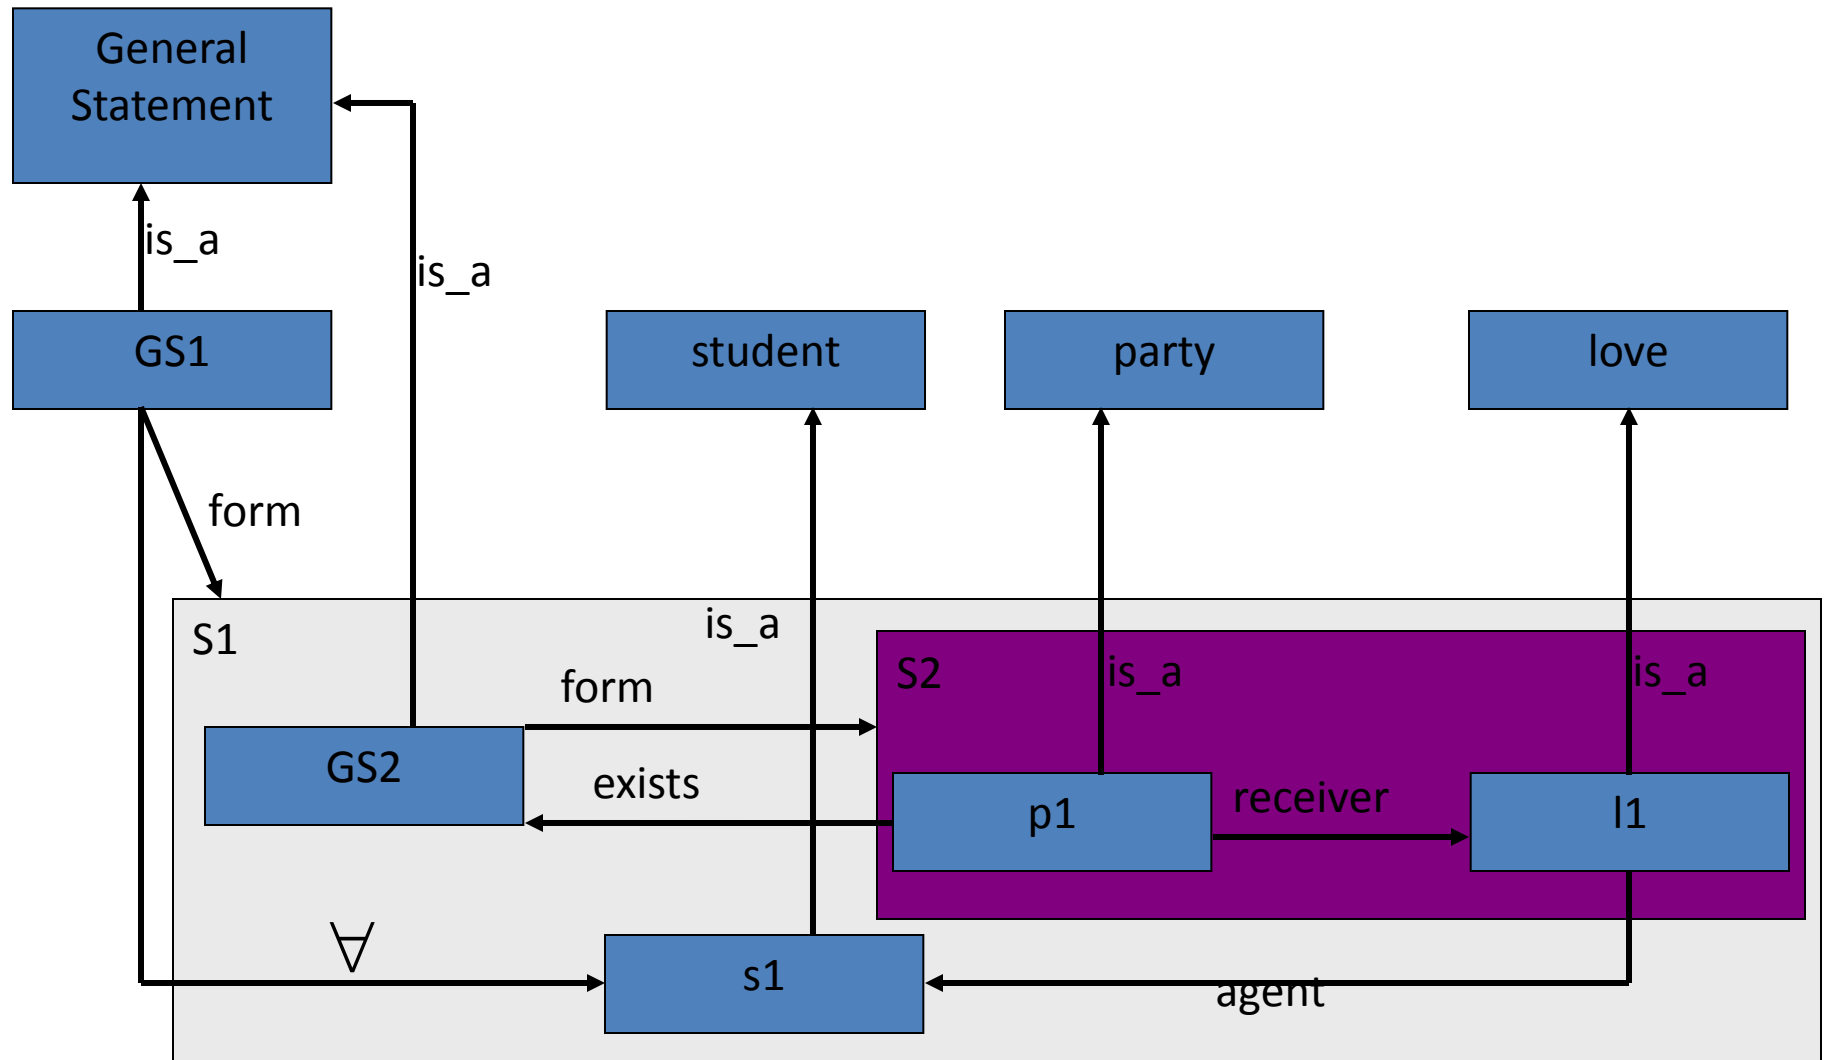 General
Statement
is_a
is_a
GS1
student
party
love
form
S1
is_a
S2
is_a
is_a
form
GS2
exists
p1
receiver
l1
∀
s1
agent